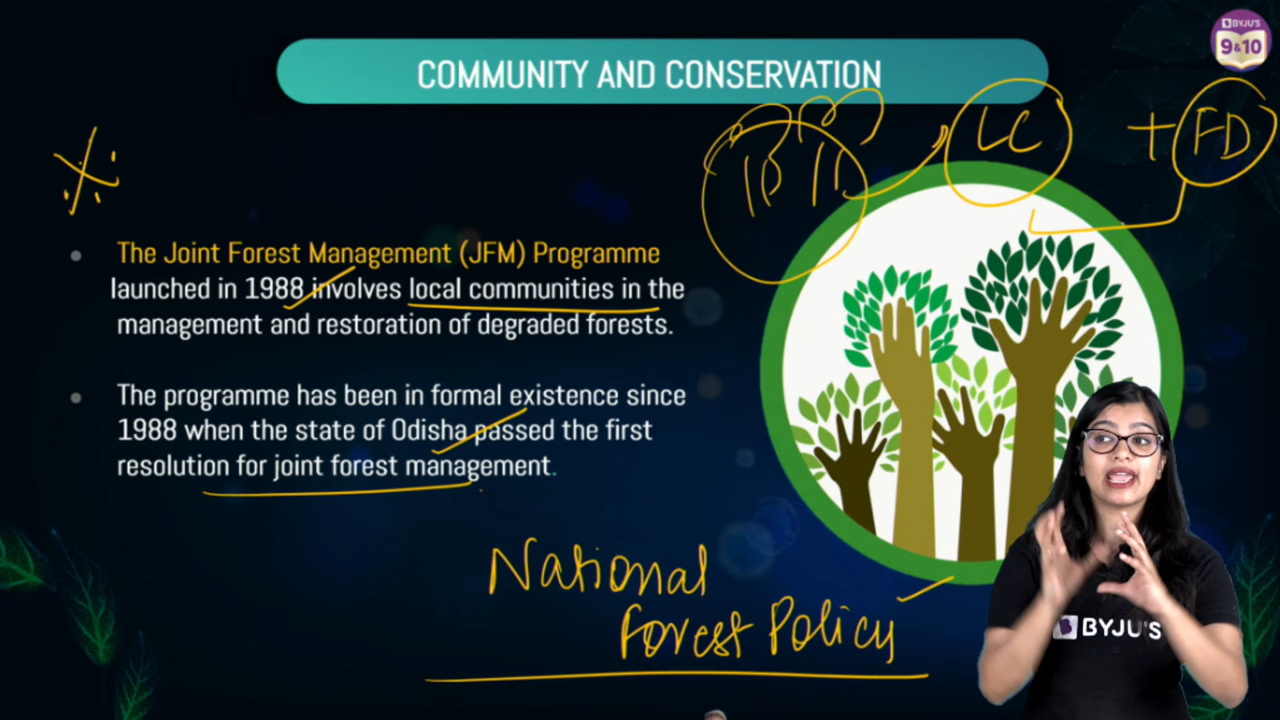 BYJU'S
9&10
COMMUNITY AND CONSERVATION
LC + FD
The Joint Forest Management (JFM) Programme
launched in 1988 involves local communities in the
management and restoration of degraded forests.
The programme has been in formal existence since
1988 when the state of Odisha passed the first
resolution for joint forest management.
National
Forest Policy
BYJU'S